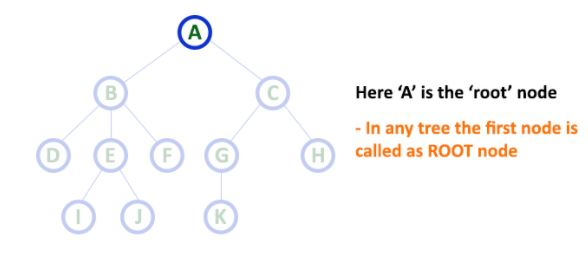 A
B
C
Here ‘A’ is the ‘root’ node
- In any tree the first node is
called as ROOT node
D
E
F
G
H
I
J
K